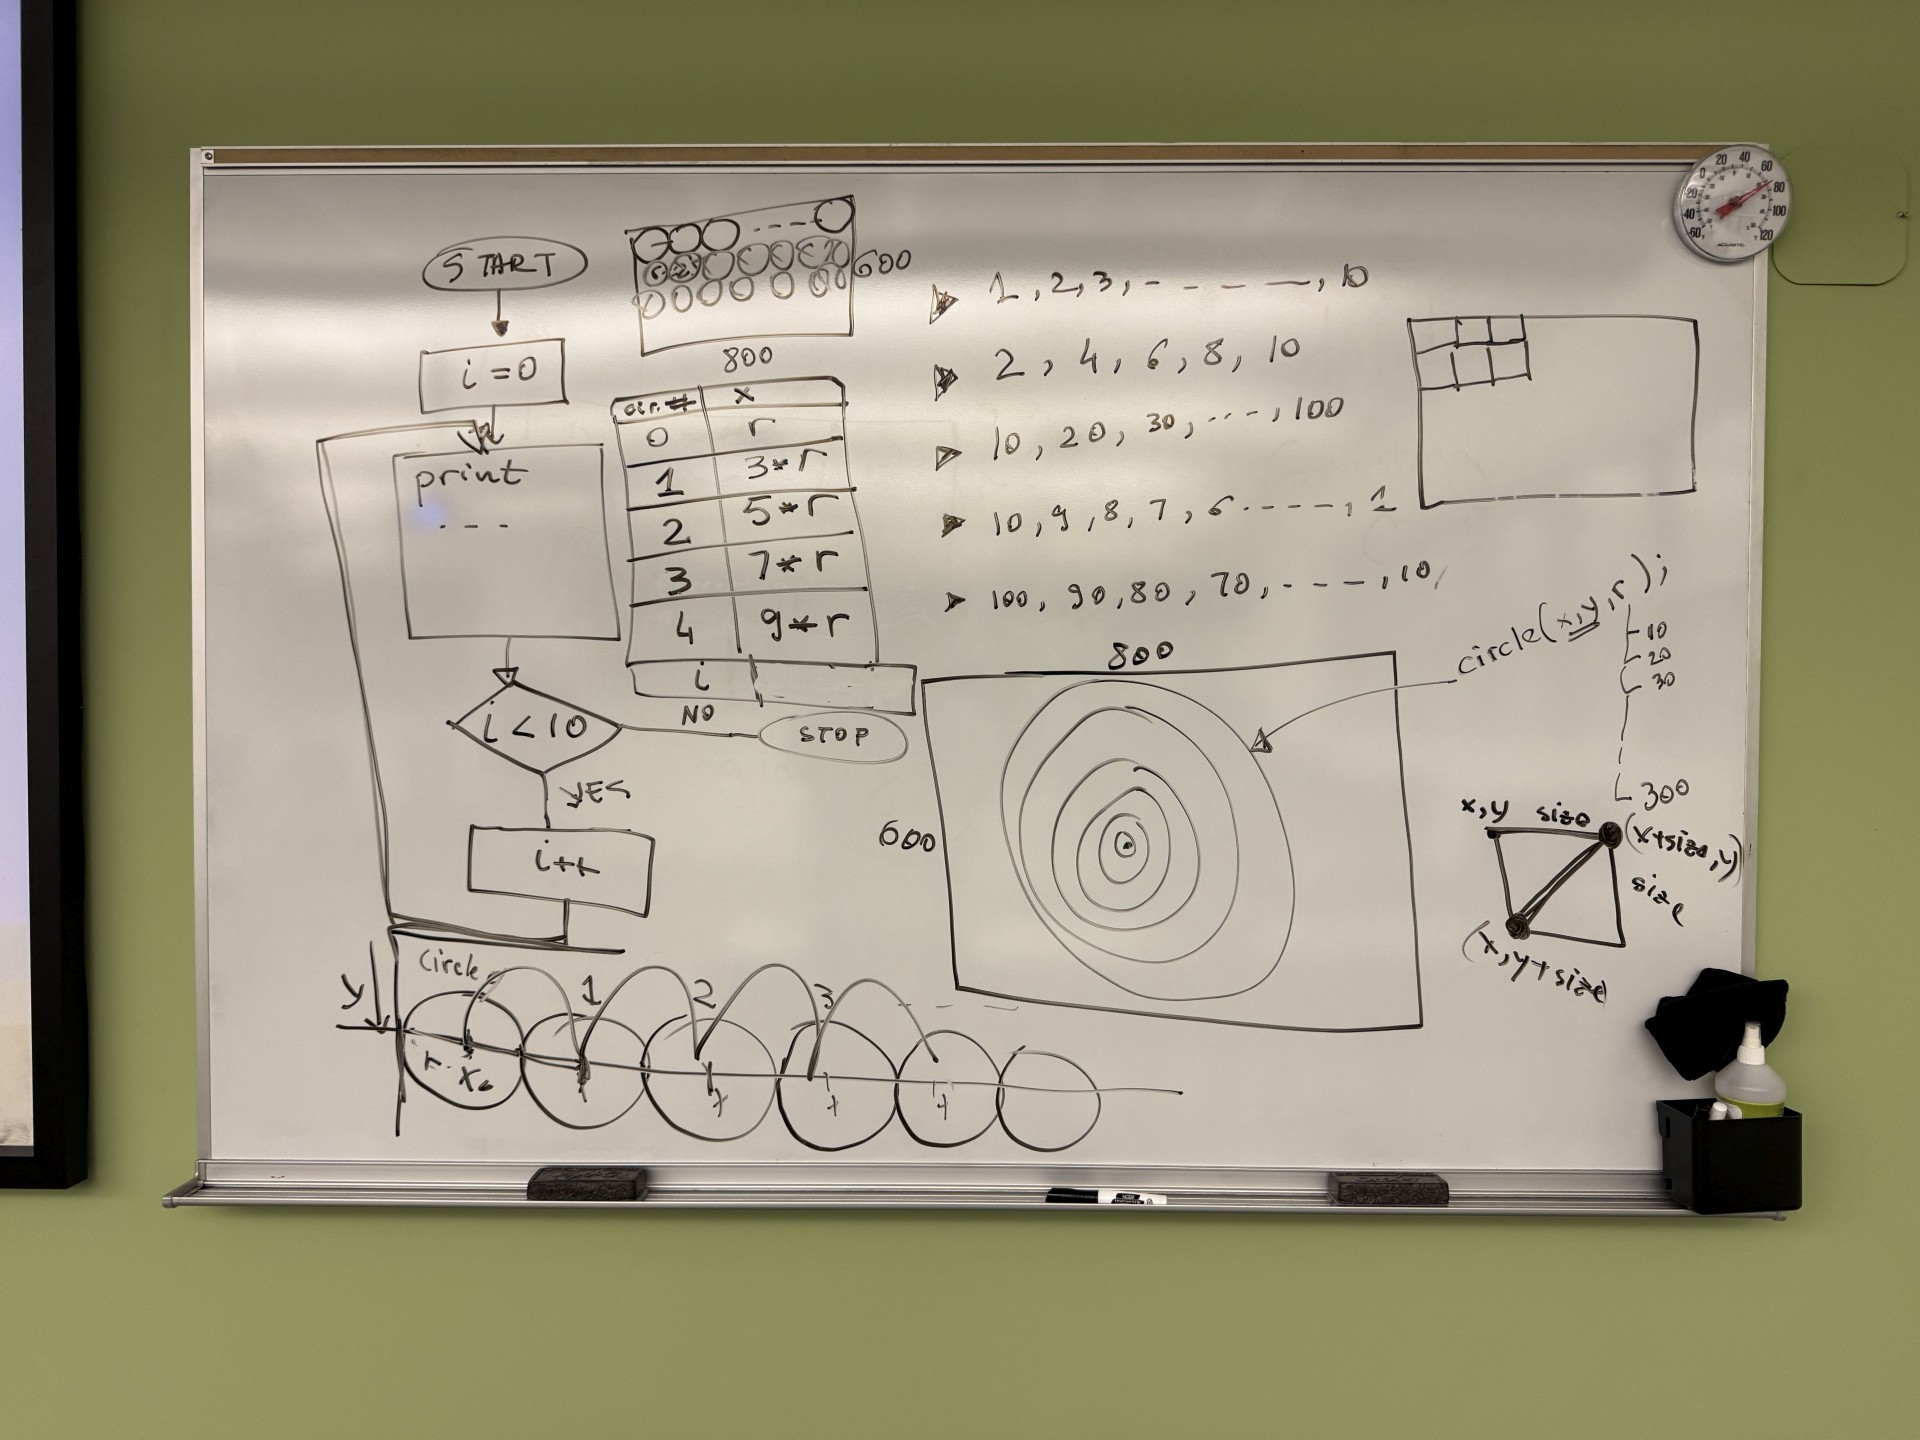 START
i = 0
print
- - -
i < 10
NO
STOP
YES
i++
600
800
cir. #	x
0	r
1	3*r
2	5*r
3	7*r
4	9*r
i
1, 2, 3, - - - —, 10
2, 4, 6, 8, 10
10, 20, 30, ---, 100
10, 9, 8, 7, 6 - - - -, 1
100, 90, 80, 70, - - -, 10
circle(x,y,r);
10
20
30
300
800
600
x,y size (x+size,y)
size
(x,y+size
y
Circle
1 2 3
r
20 40 60 80 100 120
0 -20 -40 -60
ACURITE